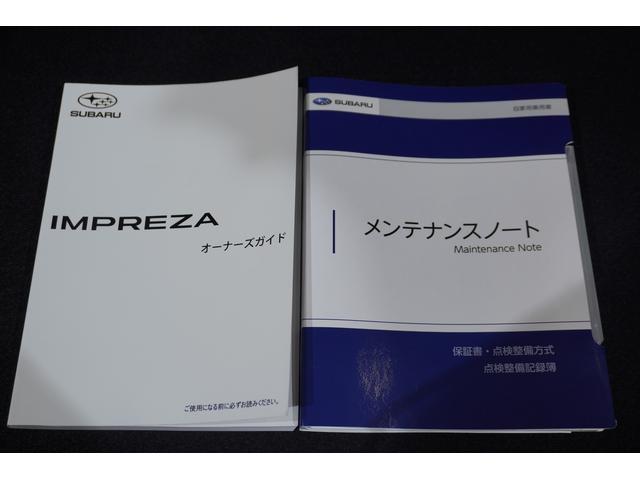 SUBARU
IMPREZA
オーナーズガイド
ご使用になる前に必ずお読みください。
SUBARU
自家用乗用車
メンテナンスノート
Maintenance Note
保証書・点検整備方式
点検整備記録簿